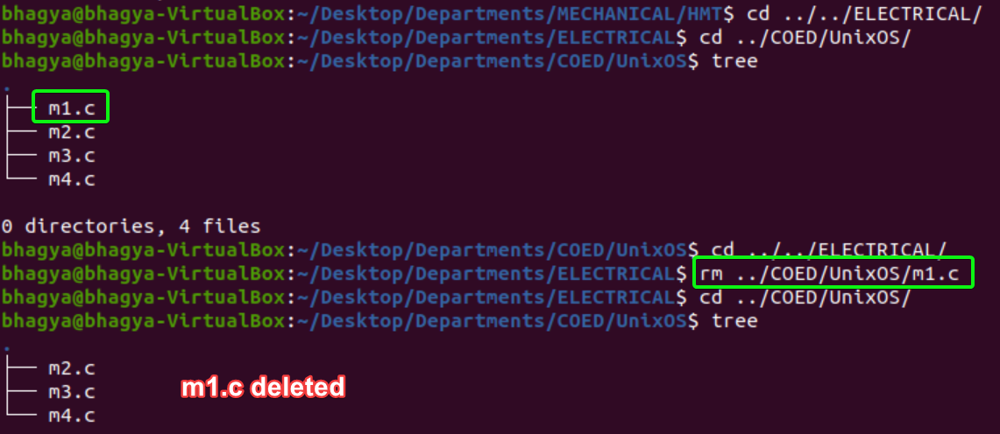 bhagya@bhagya-VirtualBox:~/Desktop/Departments/MECHANICAL/HMT$ cd ../../ELECTRICAL/
bhagya@bhagya-VirtualBox:~/Desktop/Departments/ELECTRICAL$ cd ../COED/UnixOS/
bhagya@bhagya-VirtualBox:~/Desktop/Departments/COED/UnixOS$ tree
.
├── m1.c
├── m2.c
├── m3.c
└── m4.c
0 directories, 4 files
bhagya@bhagya-VirtualBox:~/Desktop/Departments/COED/UnixOS$ cd ../../ELECTRICAL/
bhagya@bhagya-VirtualBox:~/Desktop/Departments/ELECTRICAL$ rm ../COED/UnixOS/m1.c
bhagya@bhagya-VirtualBox:~/Desktop/Departments/ELECTRICAL$ cd ../COED/UnixOS/
bhagya@bhagya-VirtualBox:~/Desktop/Departments/COED/UnixOS$ tree
.
├── m2.c
├── m3.c
└── m4.c
m1.c deleted